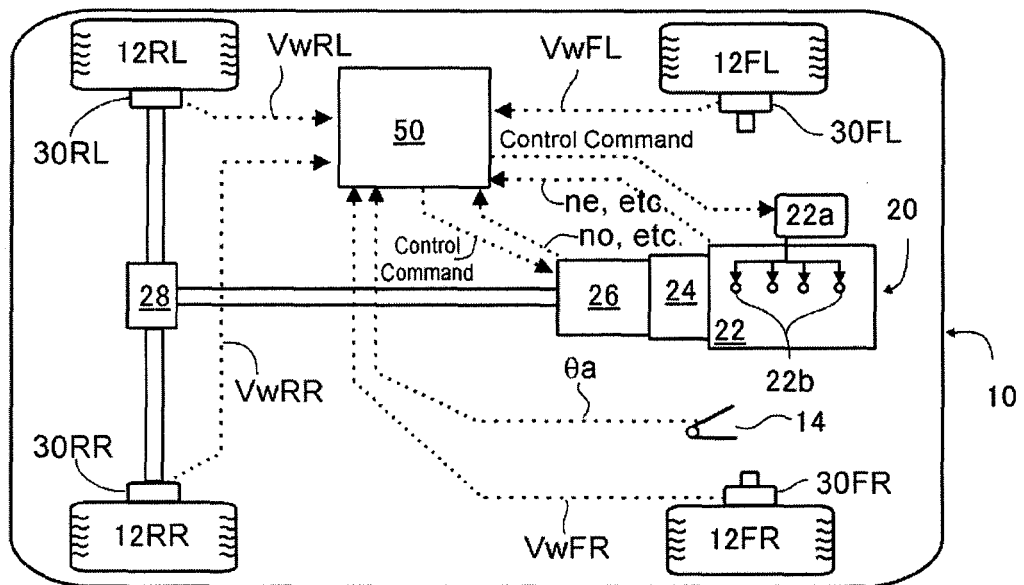 12RL
VwRL
VwFL
12FL
30RL
50
30FL
Control Command
ne, etc.
22a
20
no, etc.
Control
Command
28
26
24
22
22b
VwRR
θa
14
10
30RR
30FR
12RR
VwFR
12FR